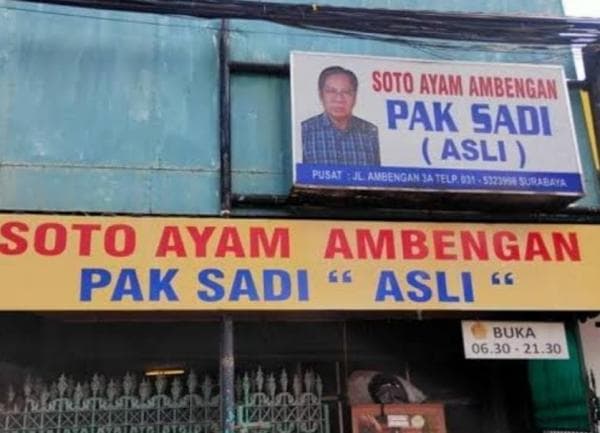 SOTO AYAM AMBENGAN
PAK SADI
( ASLI )
PUSAT : JL. AMBENGAN 3A TELP. 031 - 5323998 SURABAYA
SOTO AYAM AMBENGAN
PAK SADI “ ASLI “
BUKA
06.30 - 21.30